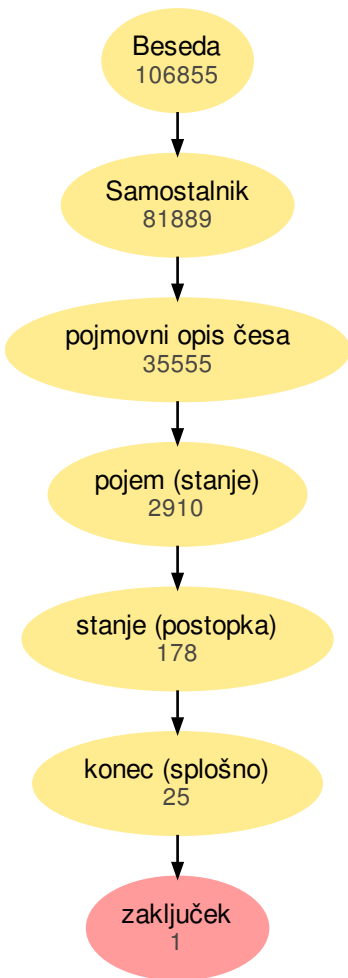 Beseda
106855
Samostalnik
81889
pojmovni opis česa
35555
pojem (stanje)
2910
stanje (postopka)
178
konec (splošno)
25
zaključek
1